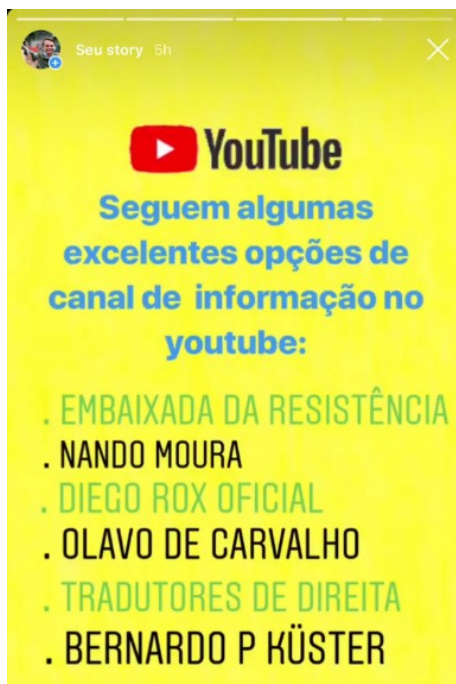 Seu story 5h
YouTube
Seguem algumas
excelentes opções de
canal de informação no
youtube:
. EMBAIXADA DA RESISTÊNCIA
. NANDO MOURA
. DIEGO ROX OFICIAL
. OLAVO DE CARVALHO
. TRADUTORES DE DIREITA
. BERNARDO P KÜSTER